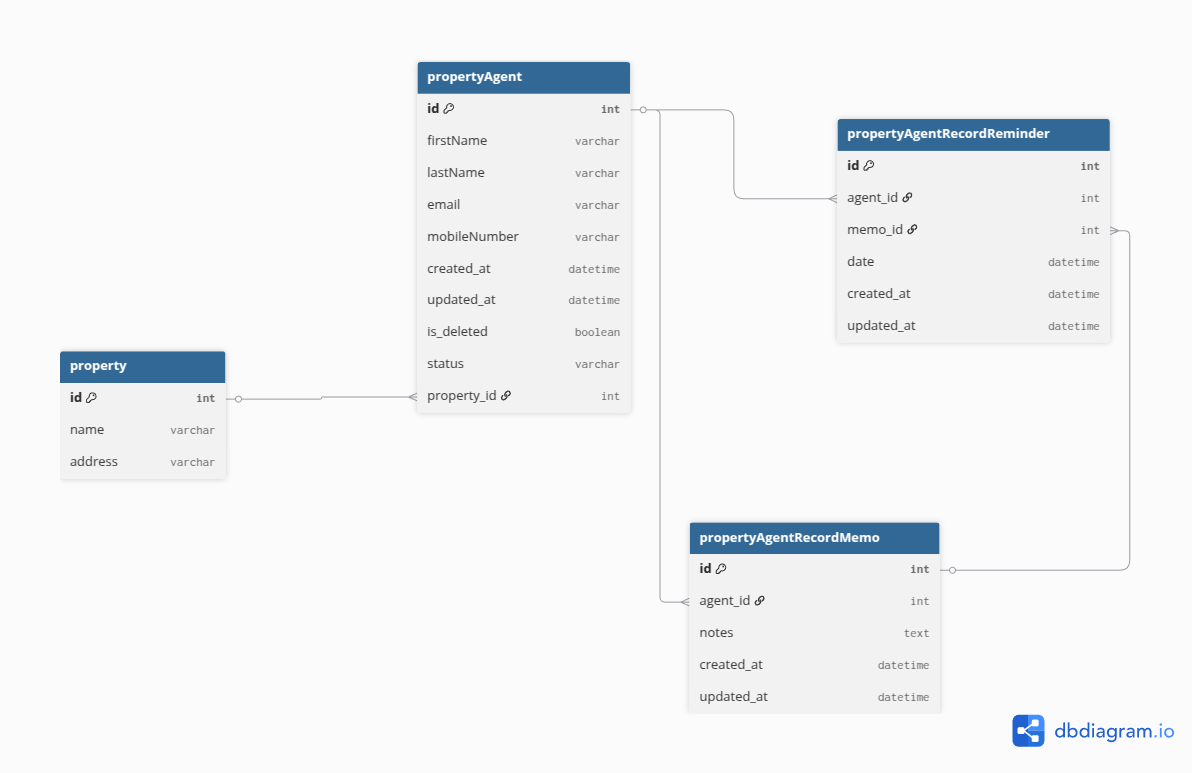 propertyAgent
id int
firstName varchar
lastName varchar
email varchar
mobileNumber varchar
created_at datetime
updated_at datetime
is_deleted boolean
status varchar
property_id int
propertyAgentRecordReminder
id int
agent_id int
memo_id int
date datetime
created_at datetime
updated_at datetime
property
id int
name varchar
address varchar
propertyAgentRecordMemo
id int
agent_id int
notes text
created_at datetime
updated_at datetime
dbdiagram.io